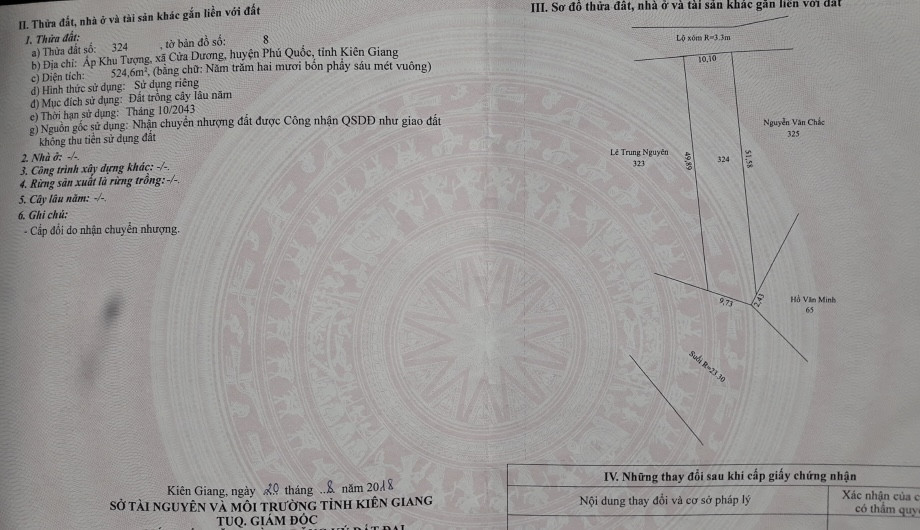 II. Thửa đất, nhà ở và tài sản khác gắn liền với đất
1. Thửa đất:
a) Thửa đất số: 324 , tờ bản đồ số: 8
b) Địa chỉ: Ấp Khu Tượng, xã Cửa Dương, huyện Phú Quốc, tỉnh Kiên Giang
c) Diện tích: 524,6m², (bằng chữ: Năm trăm hai mươi bốn phẩy sáu mét vuông)
d) Hình thức sử dụng: Sử dụng riêng
đ) Mục đích sử dụng: Đất trồng cây lâu năm
e) Thời hạn sử dụng: Tháng 10/2043
g) Nguồn gốc sử dụng: Nhận chuyển nhượng đất được Công nhận QSDĐ như giao đất
không thu tiền sử dụng đất
2. Nhà ở: -/-.
3. Công trình xây dựng khác: -/-.
4. Rừng sản xuất là rừng trồng: -/-.
5. Cây lâu năm: -/-.
6. Ghi chú:
- Cấp đổi do nhận chuyển nhượng.
Kiên Giang, ngày 20 tháng 8 năm 2018
SỞ TÀI NGUYÊN VÀ MÔI TRƯỜNG TỈNH KIÊN GIANG
TUQ. GIÁM ĐỐC
III. Sơ đồ thửa đất, nhà ở và tài sản khác gắn liền với đất
Lộ xóm R=3.3m
10,10
Nguyễn Văn Chắc
325
Lê Trung Nguyên
323
49,89
324
51,58
9,73
2,43
Hồ Văn Minh
65
Suối R=23.30
IV. Những thay đổi sau khi cấp giấy chứng nhận
Nội dung thay đổi và cơ sở pháp lý
Xác nhận của c
có thẩm quy